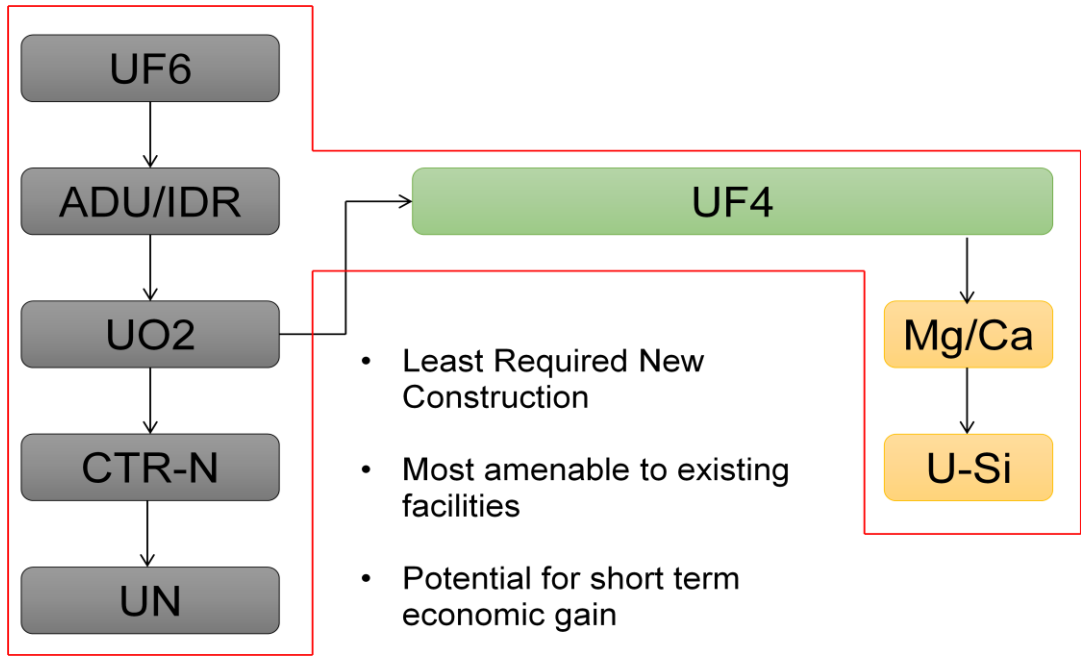 UF6
ADU/IDR
UF4
UO2
Mg/Ca
• Least Required New
Construction
CTR-N
U-Si
• Most amenable to existing
facilities
UN
• Potential for short term
economic gain